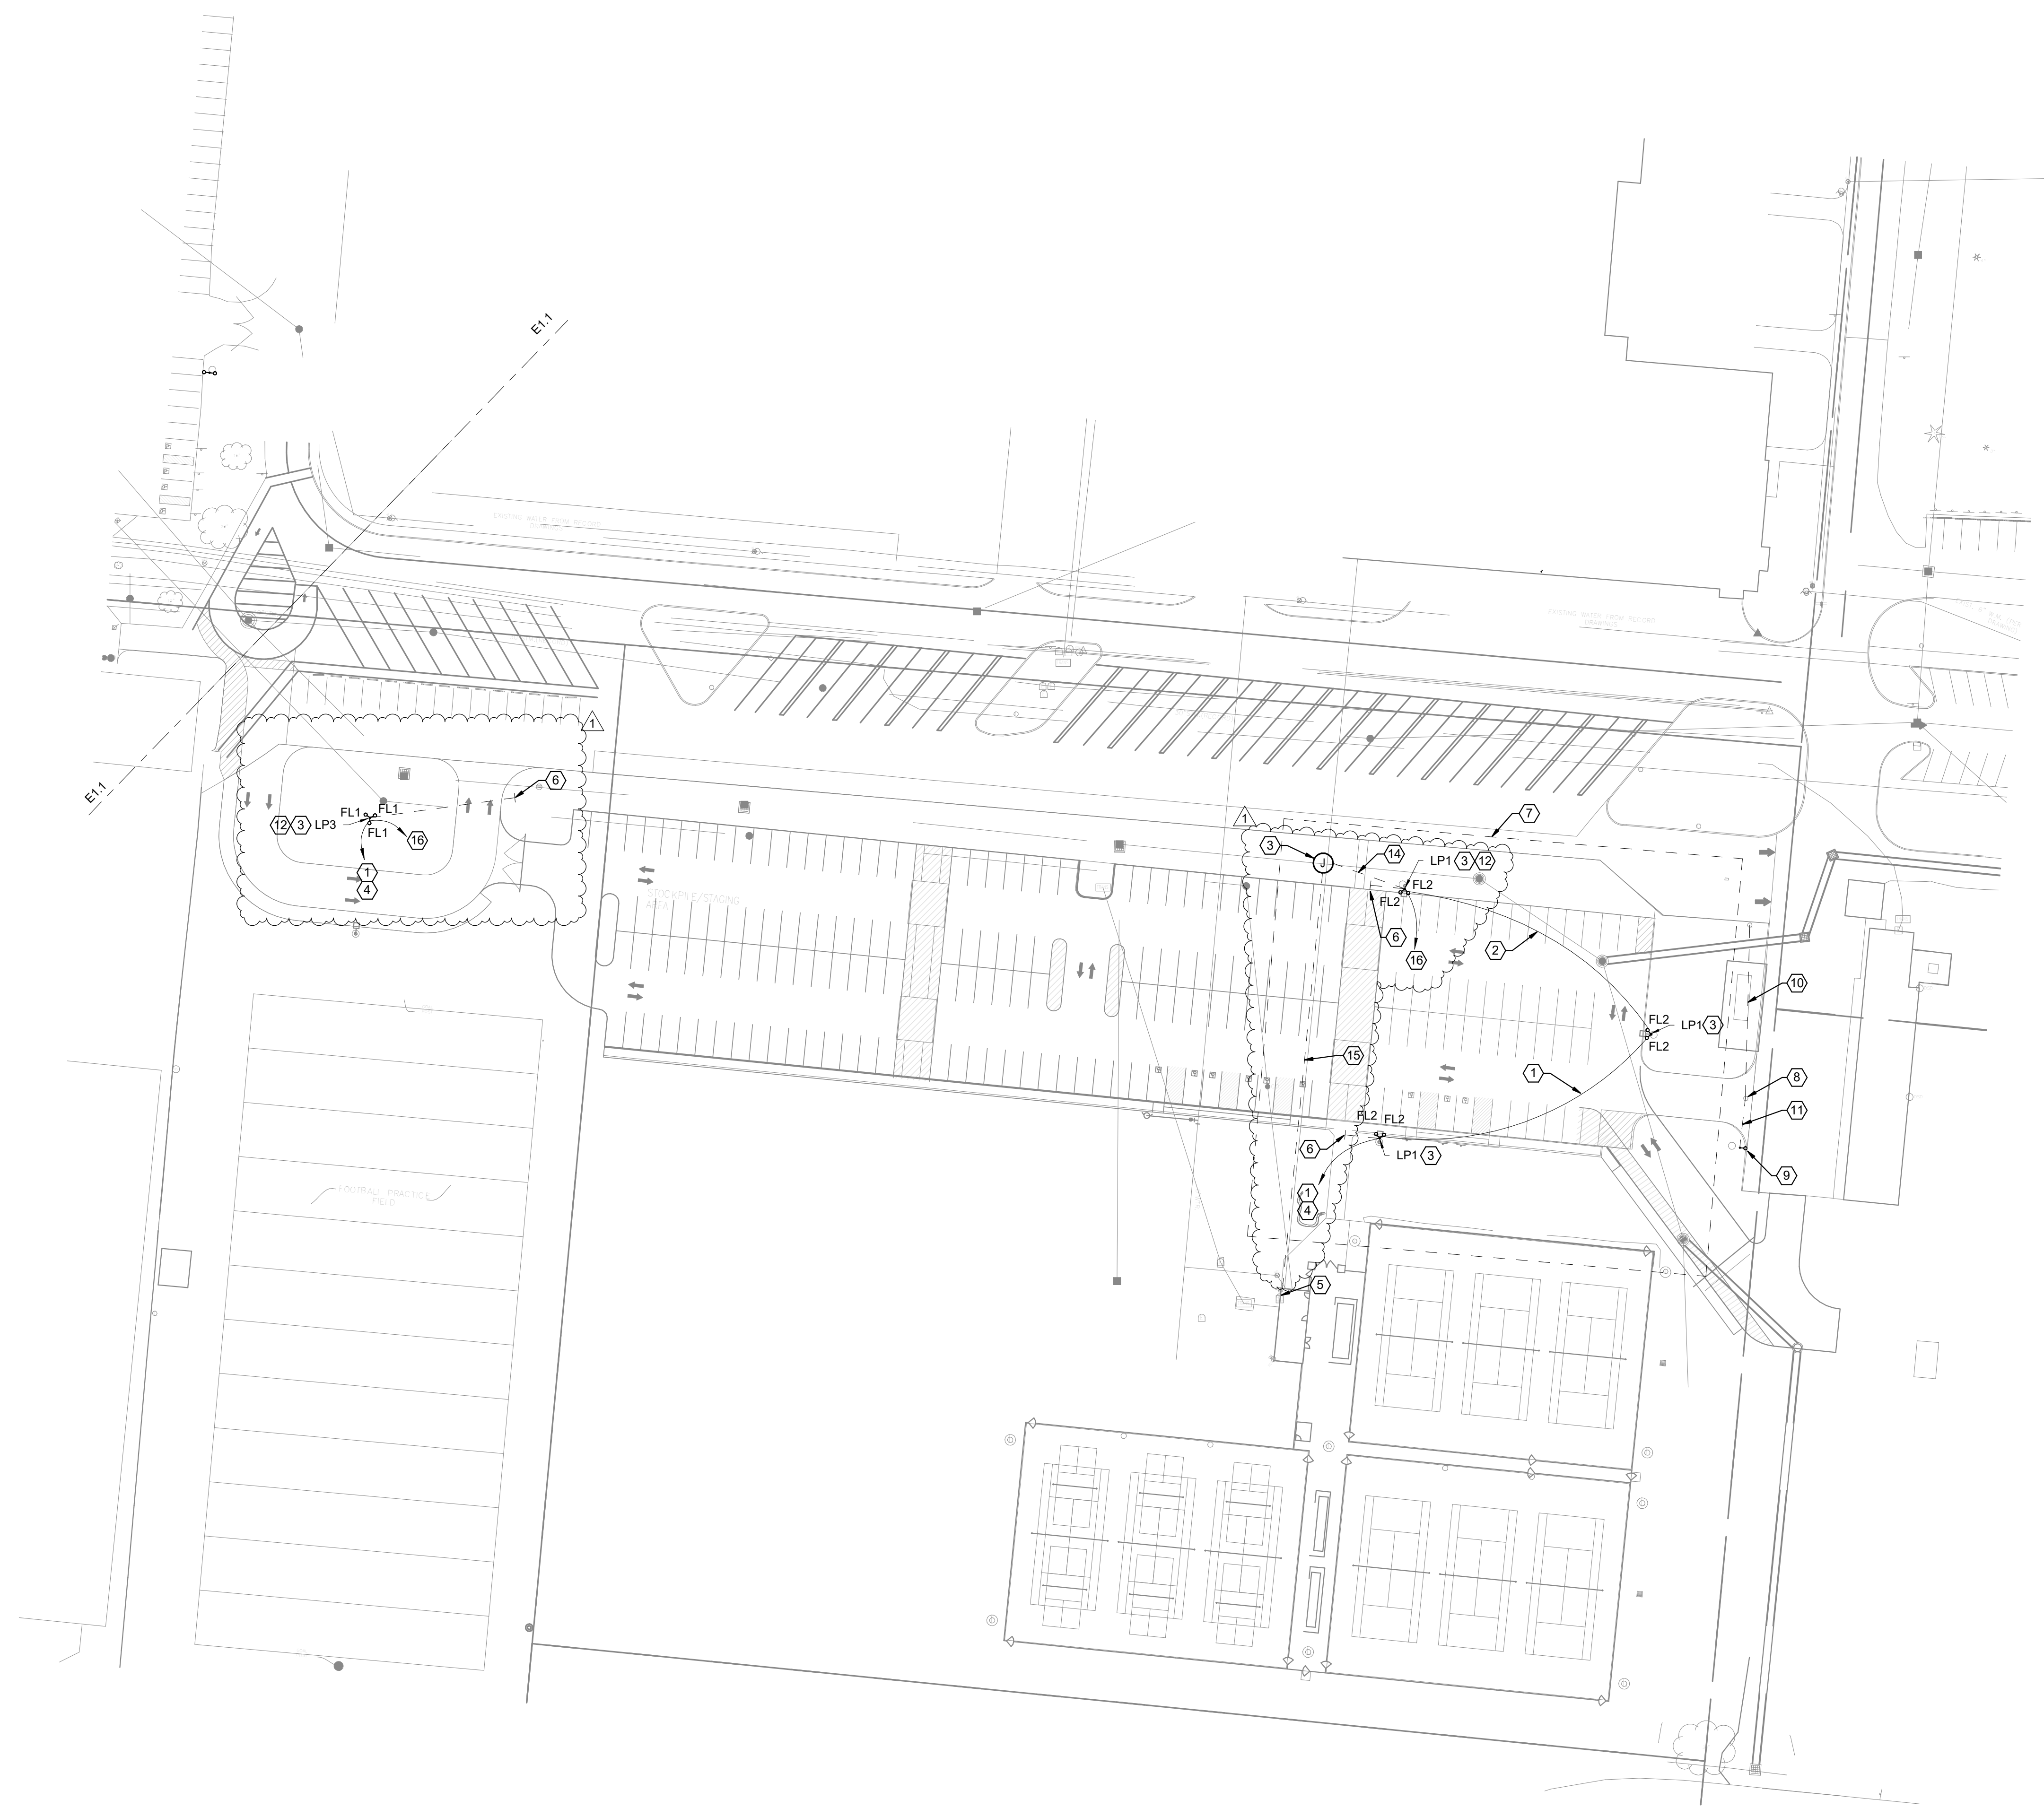 E1.1
EXISTING WATER FROM RECORD
DRAWINGS
EXISTING WATER FROM RECORD
DRAWINGS
1
E1.1
6
FL1 FL1
12 3 LP3
FL1
16
1
4
STOCKPILE/STAGING
AREA
1
7
3
J
14
LP1 3 12
FL2
FL2
6
16
2
10
FL2
LP1 3
FL2
15
1
8
11
FL2 FL2
6
LP1 3
9
1
4
5
FOOTBALL PRACTICE
FIELD